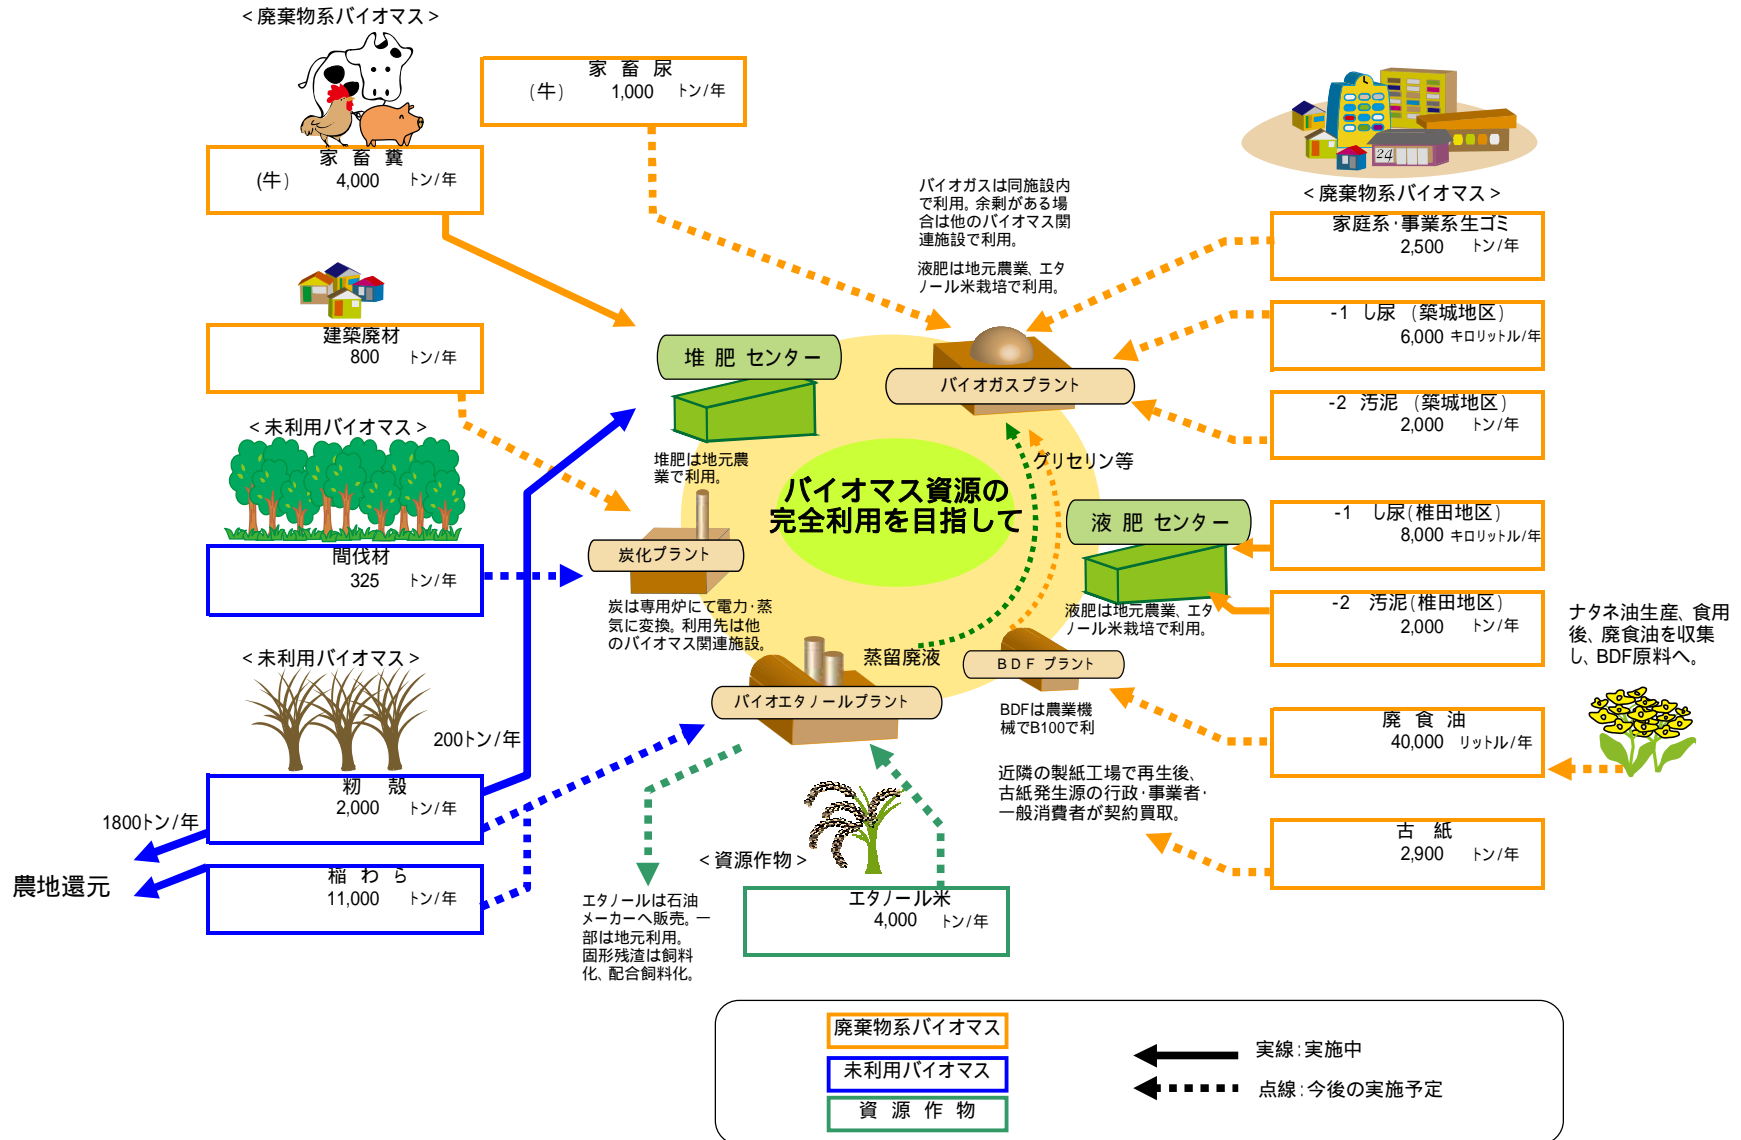 <廃棄物系バイオマス>
家 畜 尿
(牛) 1,000 トン/年
家 畜 糞
(牛) 4,000 トン/年
<廃棄物系バイオマス>
家庭系・事業系生ゴミ
2,500 トン/年
-1 し尿 (築城地区)
6,000 キロリットル/年
-2 汚泥 (築城地区)
2,000 トン/年
-1 し尿(椎田地区)
8,000 キロリットル/年
-2 汚泥(椎田地区)
2,000 トン/年
廃 食 油
40,000 リットル/年
古 紙
2,900 トン/年
ナタネ油生産、食用
後、廃食油を収集
し、BDF原料へ。
バイオガスは同施設内
で利用。余剰がある場
合は他のバイオマス関
連施設で利用。
液肥は地元農業、エタ
ノール米栽培で利用。
建築廃材
800 トン/年
<未利用バイオマス>
間伐材
325 トン/年
<未利用バイオマス>
200トン/年
籾 殻
2,000 トン/年
1800トン/年
農地還元
稲 わ ら
11,000 トン/年
堆 肥 センター
堆肥は地元農
業で利用。
バイオガスプラント
グリセリン等
バイオマス資源の
完全利用を目指して
液 肥 センター
液肥は地元農業、エタ
ノール米栽培で利用。
炭化プラント
炭は専用炉にて電力・蒸
気に変換。利用先は他
のバイオマス関連施設。
蒸留廃液
BDF プラント
BDFは農業機
械でB100で利
バイオエタノールプラント
近隣の製紙工場で再生後、
古紙発生源の行政・事業者・
一般消費者が契約買取。
<資源作物>
エタノール米
4,000 トン/年
エタノールは石油
メーカーへ販売。一
部は地元利用。
固形残渣は飼料
化、配合飼料化。
24
廃棄物系バイオマス
未利用バイオマス
資 源 作 物
実線:実施中
点線:今後の実施予定